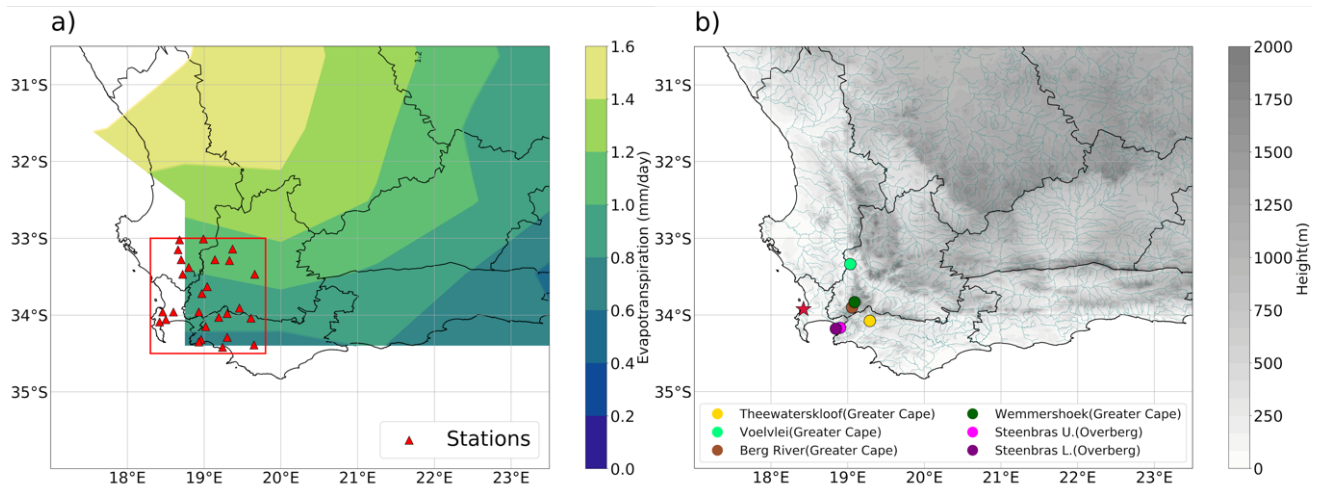 a)
b)
31°S
32°S
33°S
34°S
35°S
18°E 19°E 20°E 21°E 22°E 23°E
1.2
Stations
1.6
1.4
1.2
1.0
0.8
0.6
0.4
0.2
0.0
Evapotranspiration (mm/day)
31°S
32°S
33°S
34°S
35°S
18°E 19°E 20°E 21°E 22°E 23°E
Theewaterskloof(Greater Cape)
Voelvlei(Greater Cape)
Berg River(Greater Cape)
Wemmershoek(Greater Cape)
Steenbras U.(Overberg)
Steenbras L.(Overberg)
2000
1750
1500
1250
1000
750
500
250
0
Height(m)